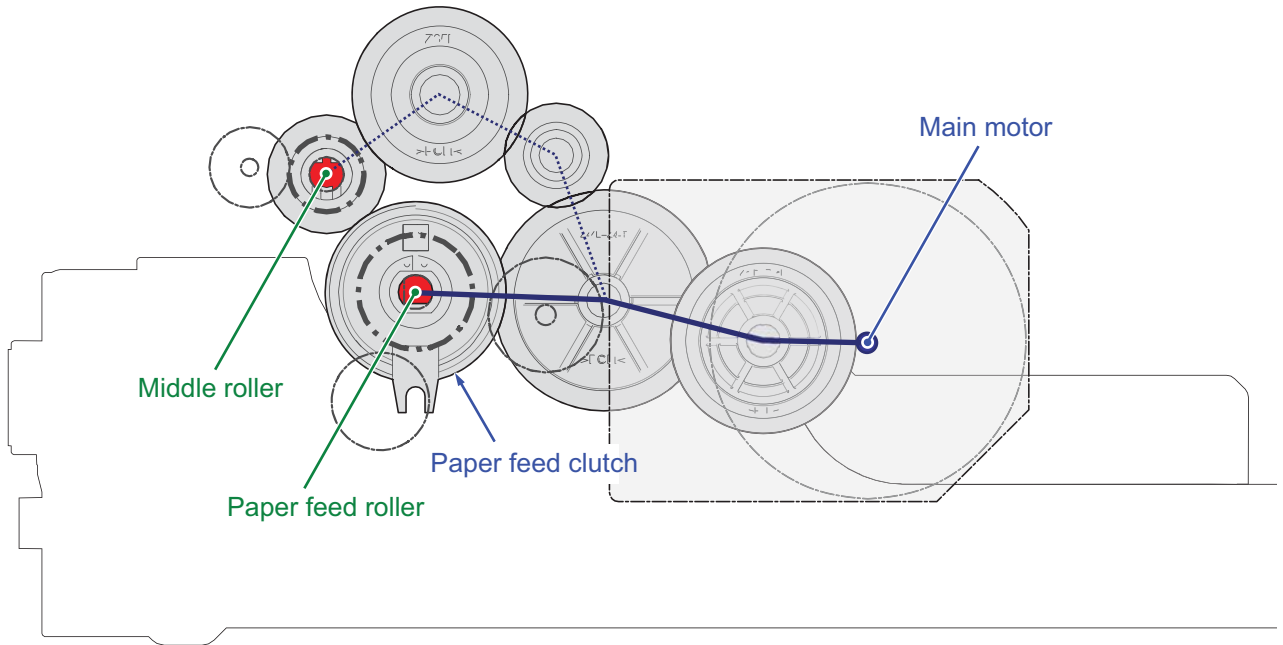 Main motor
Middle roller
Paper feed clutch
Paper feed roller